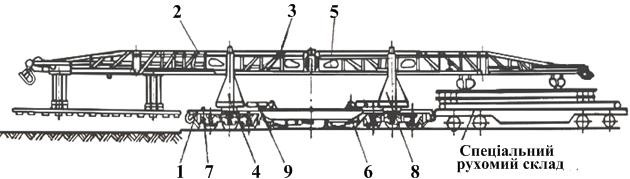 2 3 5
Спеціальний
рухомий склад
1 7 4 9 6 8